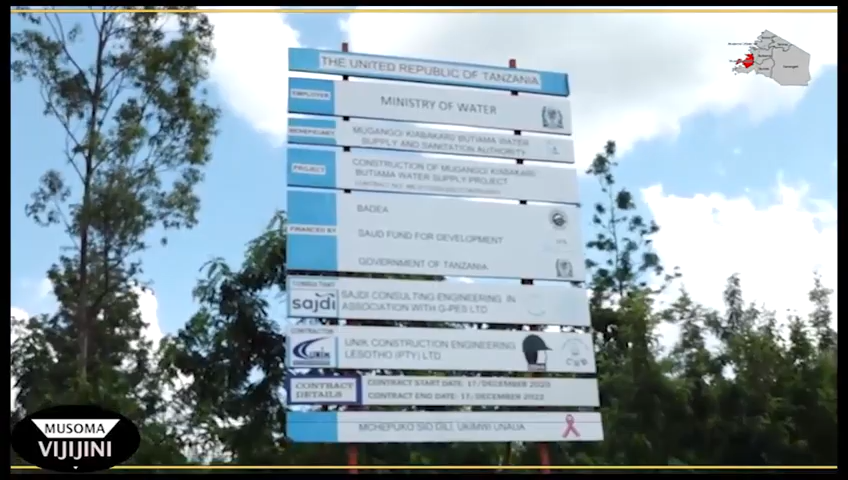 THE UNITED REPUBLIC OF TANZANIA
EMPLOYER
MINISTRY OF WATER
BENEFICIARY
MUGANGO/ KIABAKARI/ BUTIAMA WATER
SUPPLY AND SANITATION AUTHORITY
PROJECT
CONSTRUCTION OF MUGANGO/ KIABAKARI/
BUTIAMA WATER SUPPLY PROJECT
FINANCED BY
BADEA
SAUD FUND FOR DEVELOPMENT
GOVERNMENT OF TANZANIA
CONSULTANT
sajdi
SAJDI CONSULTING ENGINEERING IN
ASSOCIATION WITH G-PES LTD
CONTRACTOR
UNIK
UNIK CONSTRUCTION ENGINEERING
LESOTHO (PTY) LTD
CONTRACT
DETAILS
CONTRACT START DATE: 17/DECEMBER 2020
CONTRACT END DATE: 17/DECEMBER 2022
MCHEPUKO SIO DILI, UKIMWI UNAUA
MUSOMA
VIJIJINI